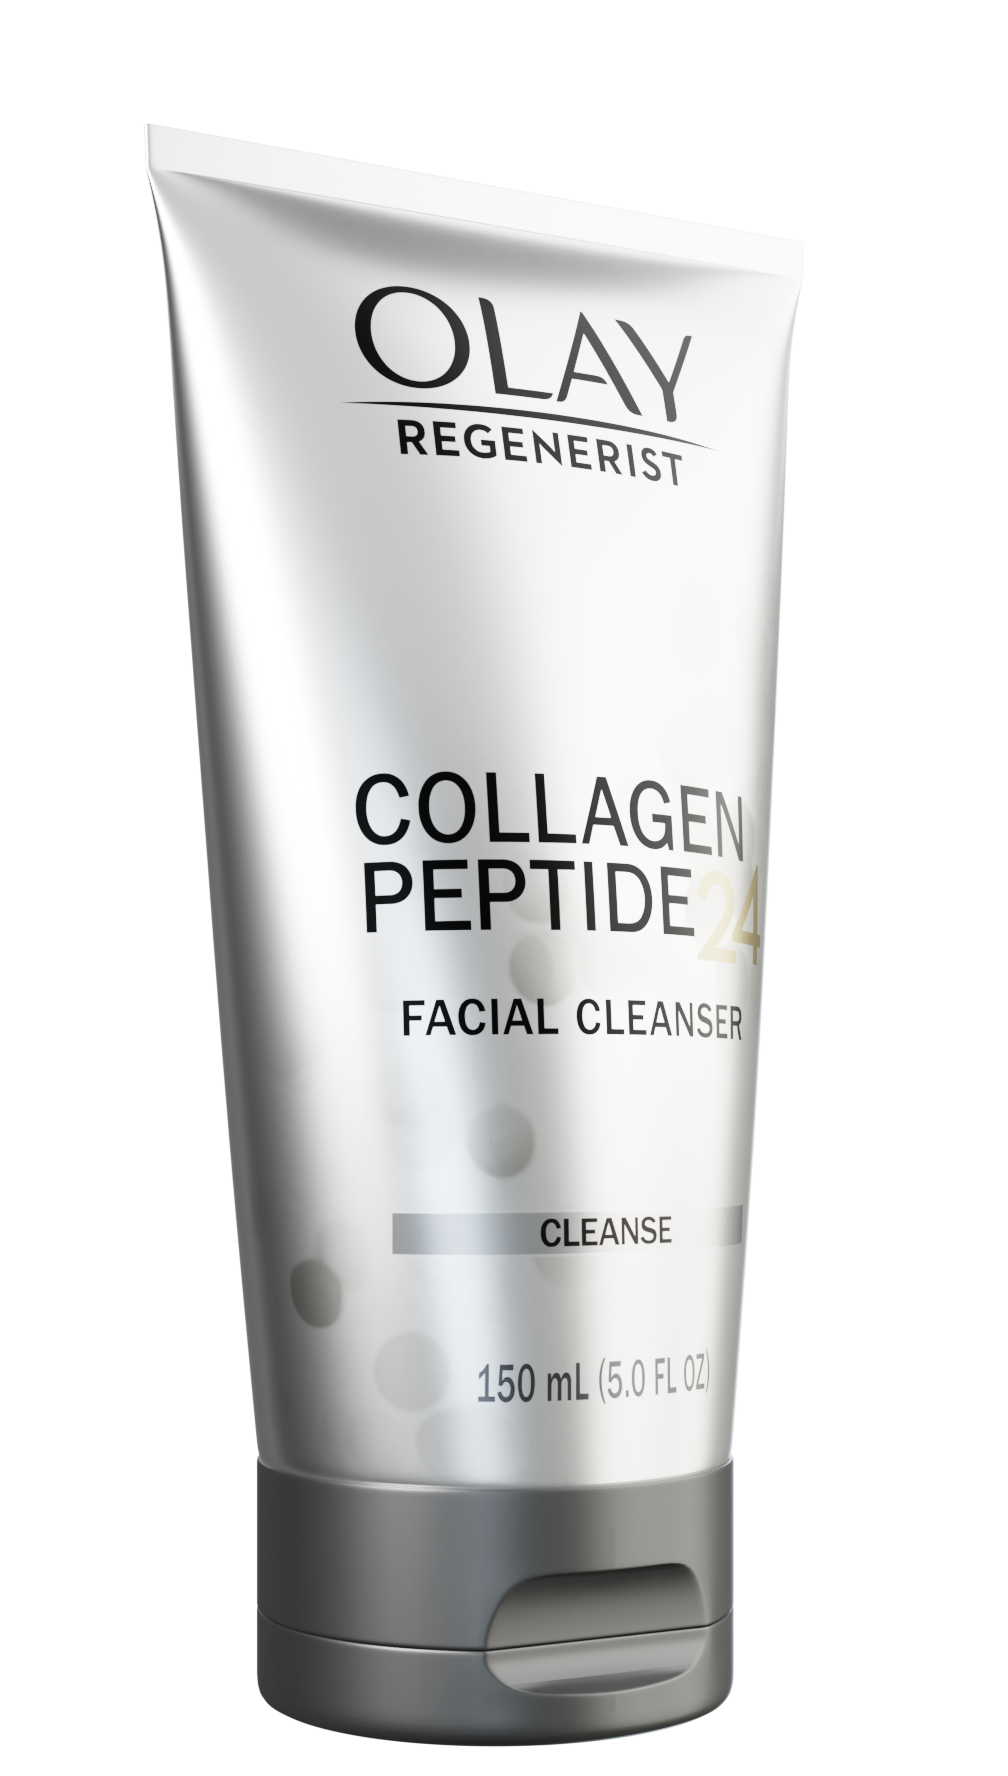 OLAY
REGENERIST
COLLAGEN
PEPTIDE24
FACIAL CLEANSER
CLEANSE
150 mL (5.0 FL OZ)